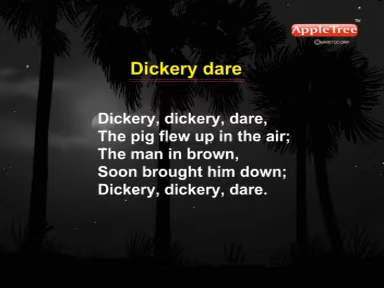 AppleTree
Dickery dare
Dickery, dickery, dare,
The pig flew up in the air;
The man in brown,
Soon brought him down;
Dickery, dickery, dare.